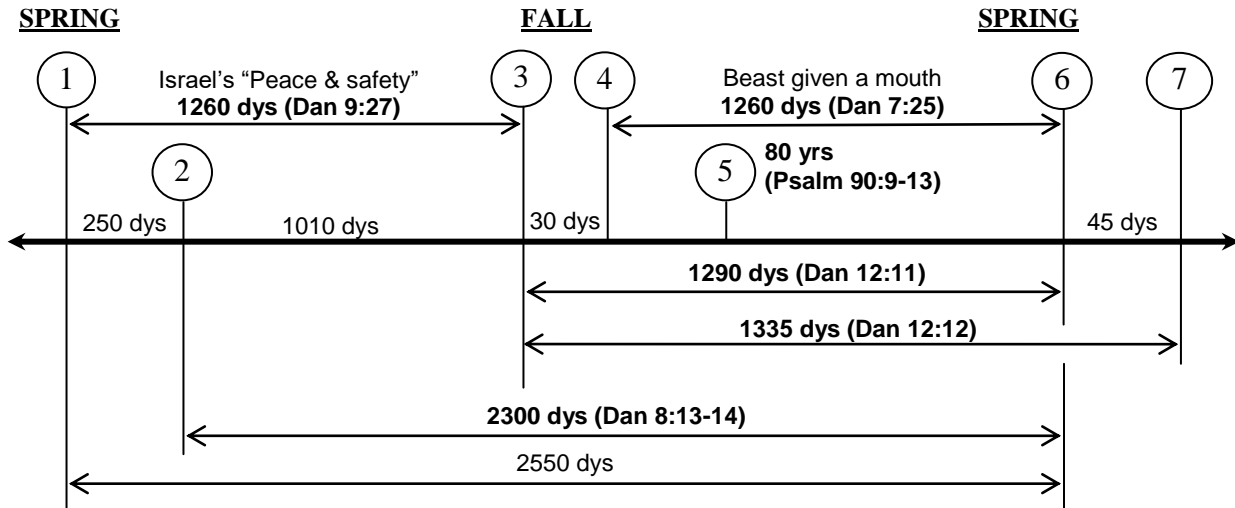 SPRING
FALL
SPRING
1
Israel’s “Peace & safety”
1260 dys (Dan 9:27)
3
4
Beast given a mouth
1260 dys (Dan 7:25)
6
7
2
5
80 yrs
(Psalm 90:9-13)
250 dys
1010 dys
30 dys
45 dys
1290 dys (Dan 12:11)
1335 dys (Dan 12:12)
2300 dys (Dan 8:13-14)
2550 dys